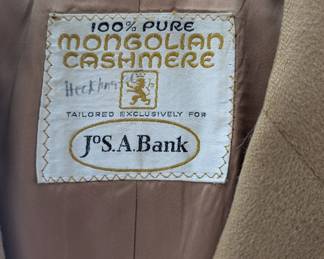 100% PURE
MONGOLIAN
CASHMERE
TAILORED EXCLUSIVELY FOR
JoS.A.Bank